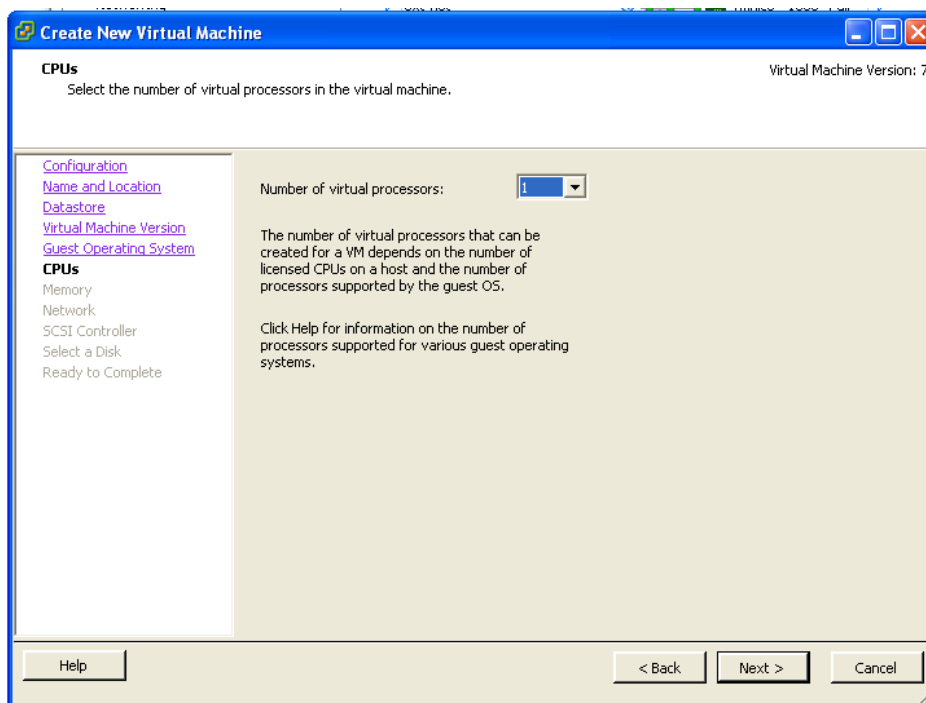 Create New Virtual Machine
CPUs
Select the number of virtual processors in the virtual machine.
Virtual Machine Version: 7
Configuration
Name and Location
Datastore
Virtual Machine Version
Guest Operating System
CPUs
Memory
Network
SCSI Controller
Select a Disk
Ready to Complete
Number of virtual processors:
1
The number of virtual processors that can be
created for a VM depends on the number of
licensed CPUs on a host and the number of
processors supported by the guest OS.
Click Help for information on the number of
processors supported for various guest operating
systems.
Help
< Back
Next >
Cancel